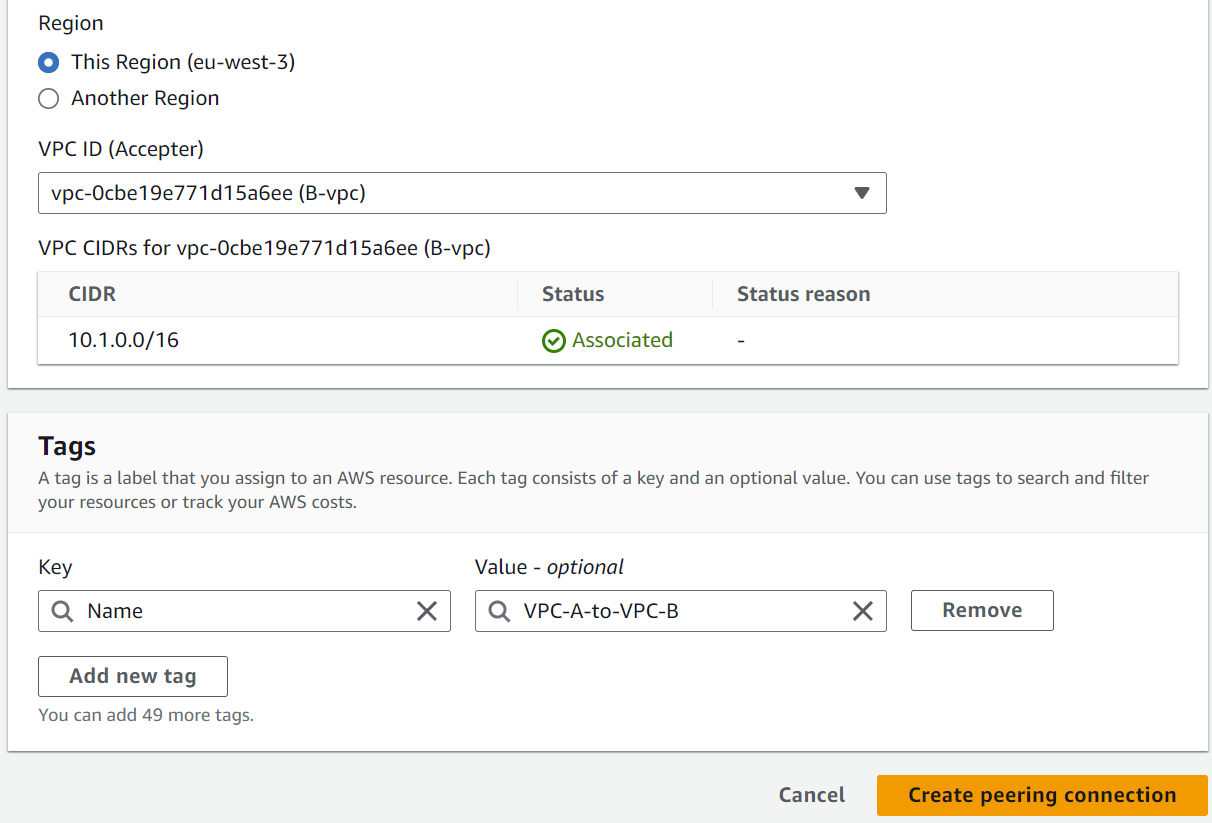 Region
This Region (eu-west-3)
Another Region
VPC ID (Accepter)
vpc-0cbe19e771d15a6ee (B-vpc)
VPC CIDRs for vpc-0cbe19e771d15a6ee (B-vpc)
CIDR Status Status reason
10.1.0.0/16 Associated -
Tags
A tag is a label that you assign to an AWS resource. Each tag consists of a key and an optional value. You can use tags to search and filter
your resources or track your AWS costs.
Key Value - optional
Name VPC-A-to-VPC-B Remove
Add new tag
You can add 49 more tags.
Cancel Create peering connection